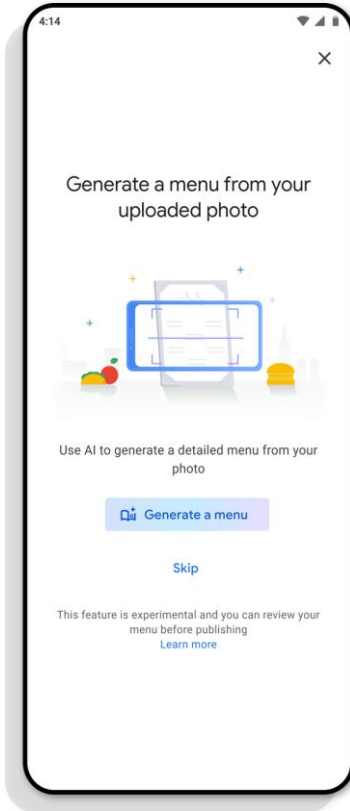 4:14
Generate a menu from your
uploaded photo
Use AI to generate a detailed menu from your
photo
Generate a menu
Skip
This feature is experimental and you can review your
menu before publishing
Learn more